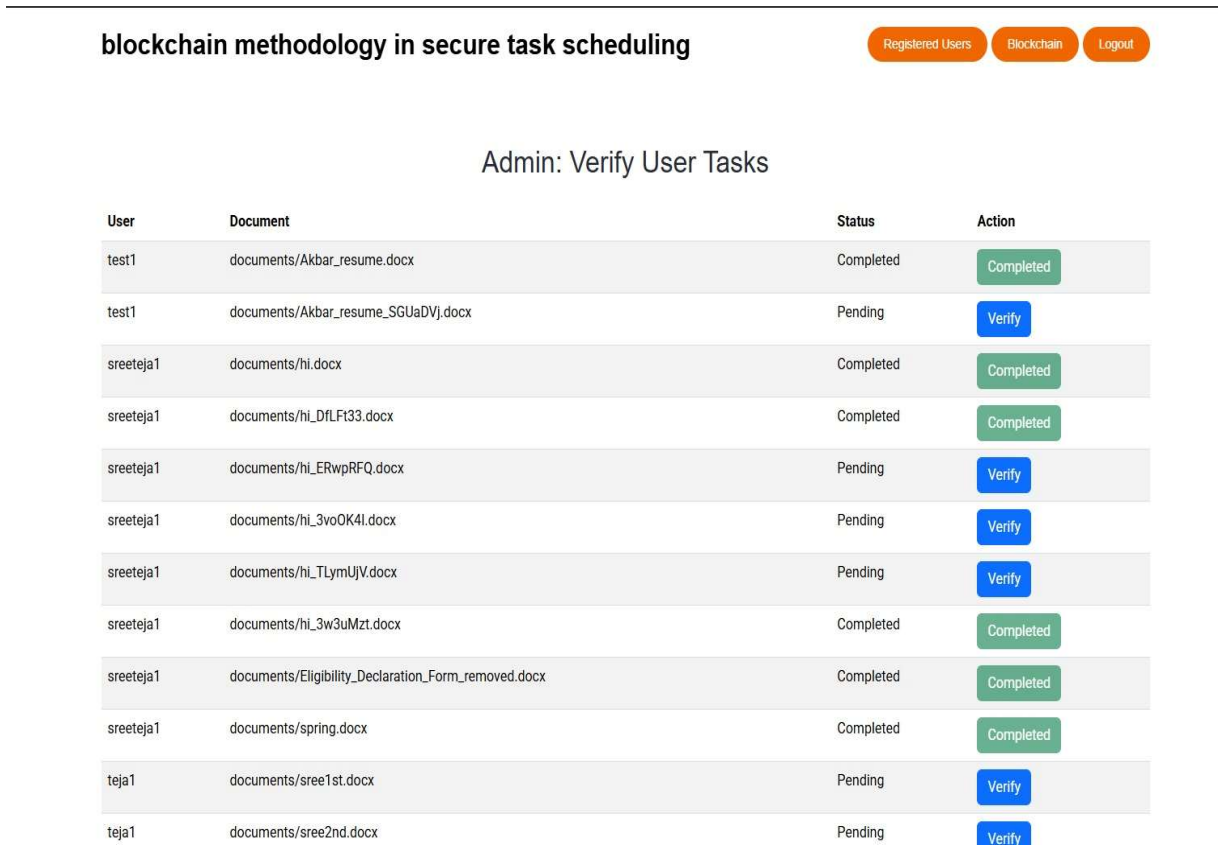 blockchain methodology in secure task scheduling Registered Users Blockchain Logout
Admin: Verify User Tasks
User Document Status Action
test1 documents/Akbar_resume.docx Completed Completed
test1 documents/Akbar_resume_SGUaDVj.docx Pending Verify
sreeteja1 documents/hi.docx Completed Completed
sreeteja1 documents/hi_DfLFt33.docx Completed Completed
sreeteja1 documents/hi_ERwpRFQ.docx Pending Verify
sreeteja1 documents/hi_3voOK4I.docx Pending Verify
sreeteja1 documents/hi_TLymUjV.docx Pending Verify
sreeteja1 documents/hi_3w3uMzt.docx Completed Completed
sreeteja1 documents/Eligibility_Declaration_Form_removed.docx Completed Completed
sreeteja1 documents/spring.docx Completed Completed
teja1 documents/sree1st.docx Pending Verify
teja1 documents/sree2nd.docx Pending Verify